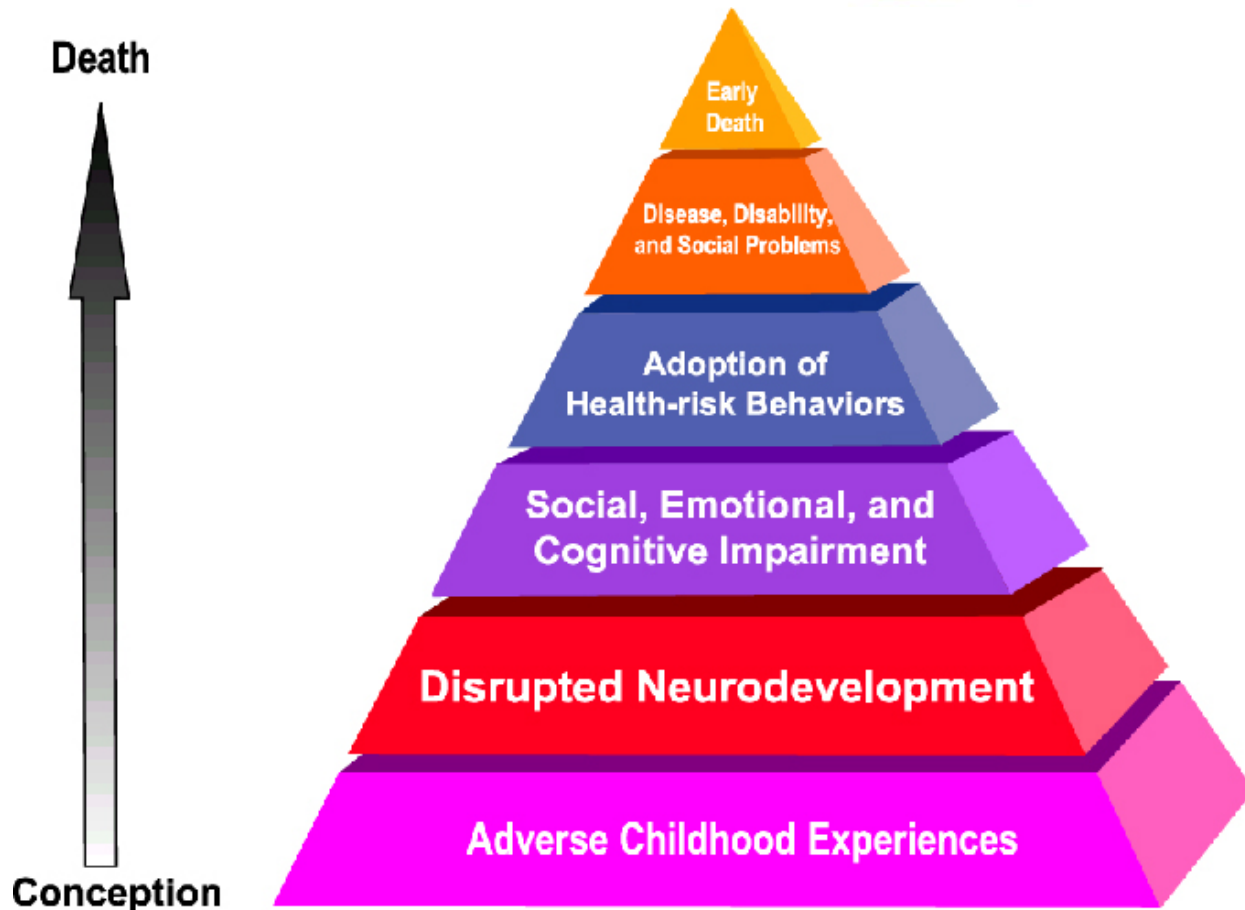 Death
Early
Death
Disease, Disability,
and Social Problems
Adoption of
Health-risk Behaviors
Social, Emotional, and
Cognitive Impairment
Disrupted Neurodevelopment
Adverse Childhood Experiences
Conception